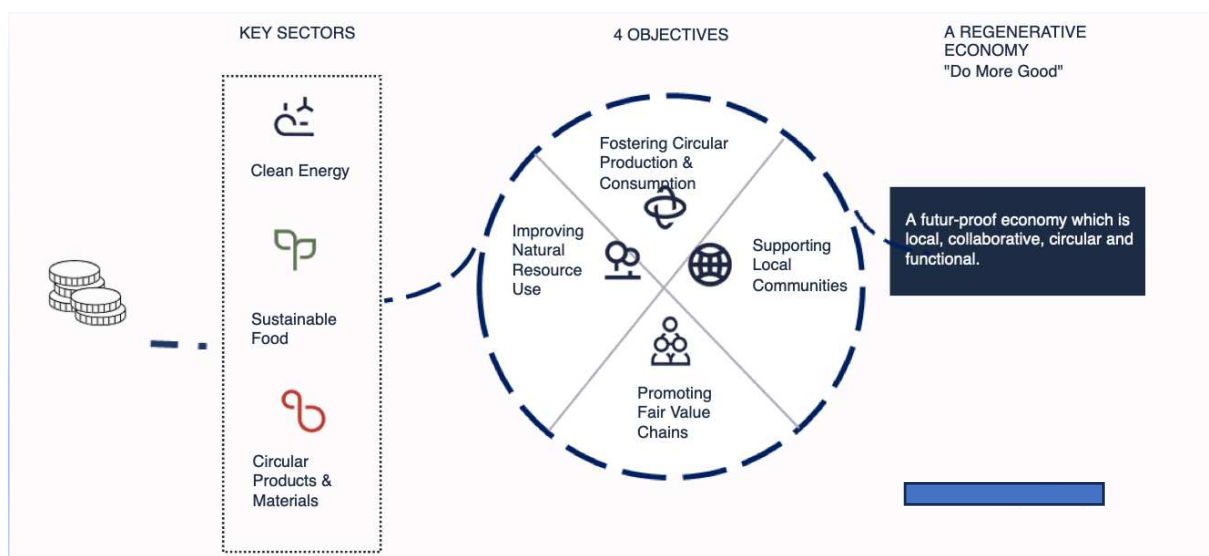 KEY SECTORS
4 OBJECTIVES
A REGENERATIVE
ECONOMY
"Do More Good"
Clean Energy
Sustainable
Food
Circular
Products &
Materials
Fostering Circular
Production &
Consumption
Improving
Natural
Resource
Use
Supporting
Local
Communities
Promoting
Fair Value
Chains
A futur-proof economy which is
local, collaborative, circular and
functional.